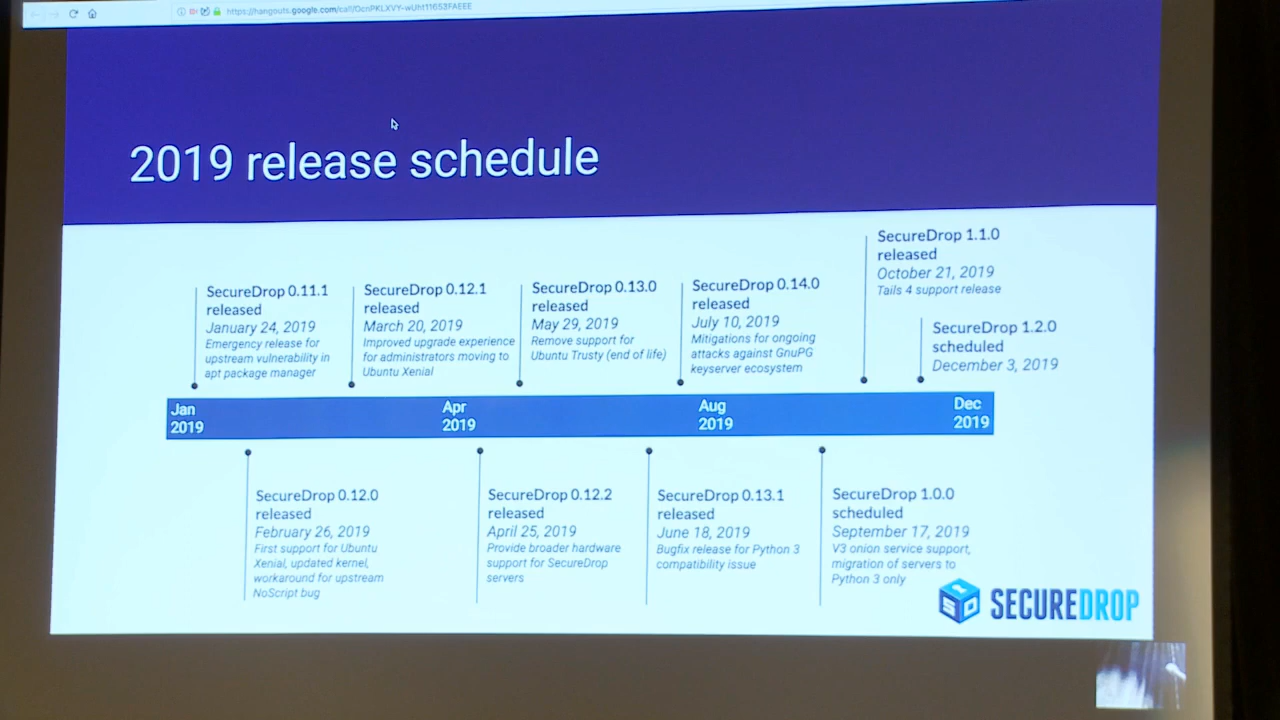 2019 release schedule
SecureDrop 0.11.1
released
January 24, 2019
Emergency release for
upstream vulnerability in
apt package manager
SecureDrop 0.12.1
released
March 20, 2019
Improved upgrade experience
for administrators moving to
Ubuntu Xenial
SecureDrop 0.13.0
released
May 29, 2019
Remove support for
Ubuntu Trusty (end of life)
SecureDrop 0.14.0
released
July 10, 2019
Mitigations for ongoing
attacks against GnuPG
keyserver ecosystem
SecureDrop 1.1.0
released
October 21, 2019
Tails 4 support release
SecureDrop 1.2.0
scheduled
December 3, 2019
Jan
2019
Apr
2019
Aug
2019
Dec
2019
SecureDrop 0.12.0
released
February 26, 2019
First support for Ubuntu
Xenial, updated kernel,
workaround for upstream
NoScript bug
SecureDrop 0.12.2
released
April 25, 2019
Provide broader hardware
support for SecureDrop
servers
SecureDrop 0.13.1
released
June 18, 2019
Bugfix release for Python 3
compatibility issue
SecureDrop 1.0.0
scheduled
September 17, 2019
V3 onion service support,
migration of servers to
Python 3 only
SECUREDROP